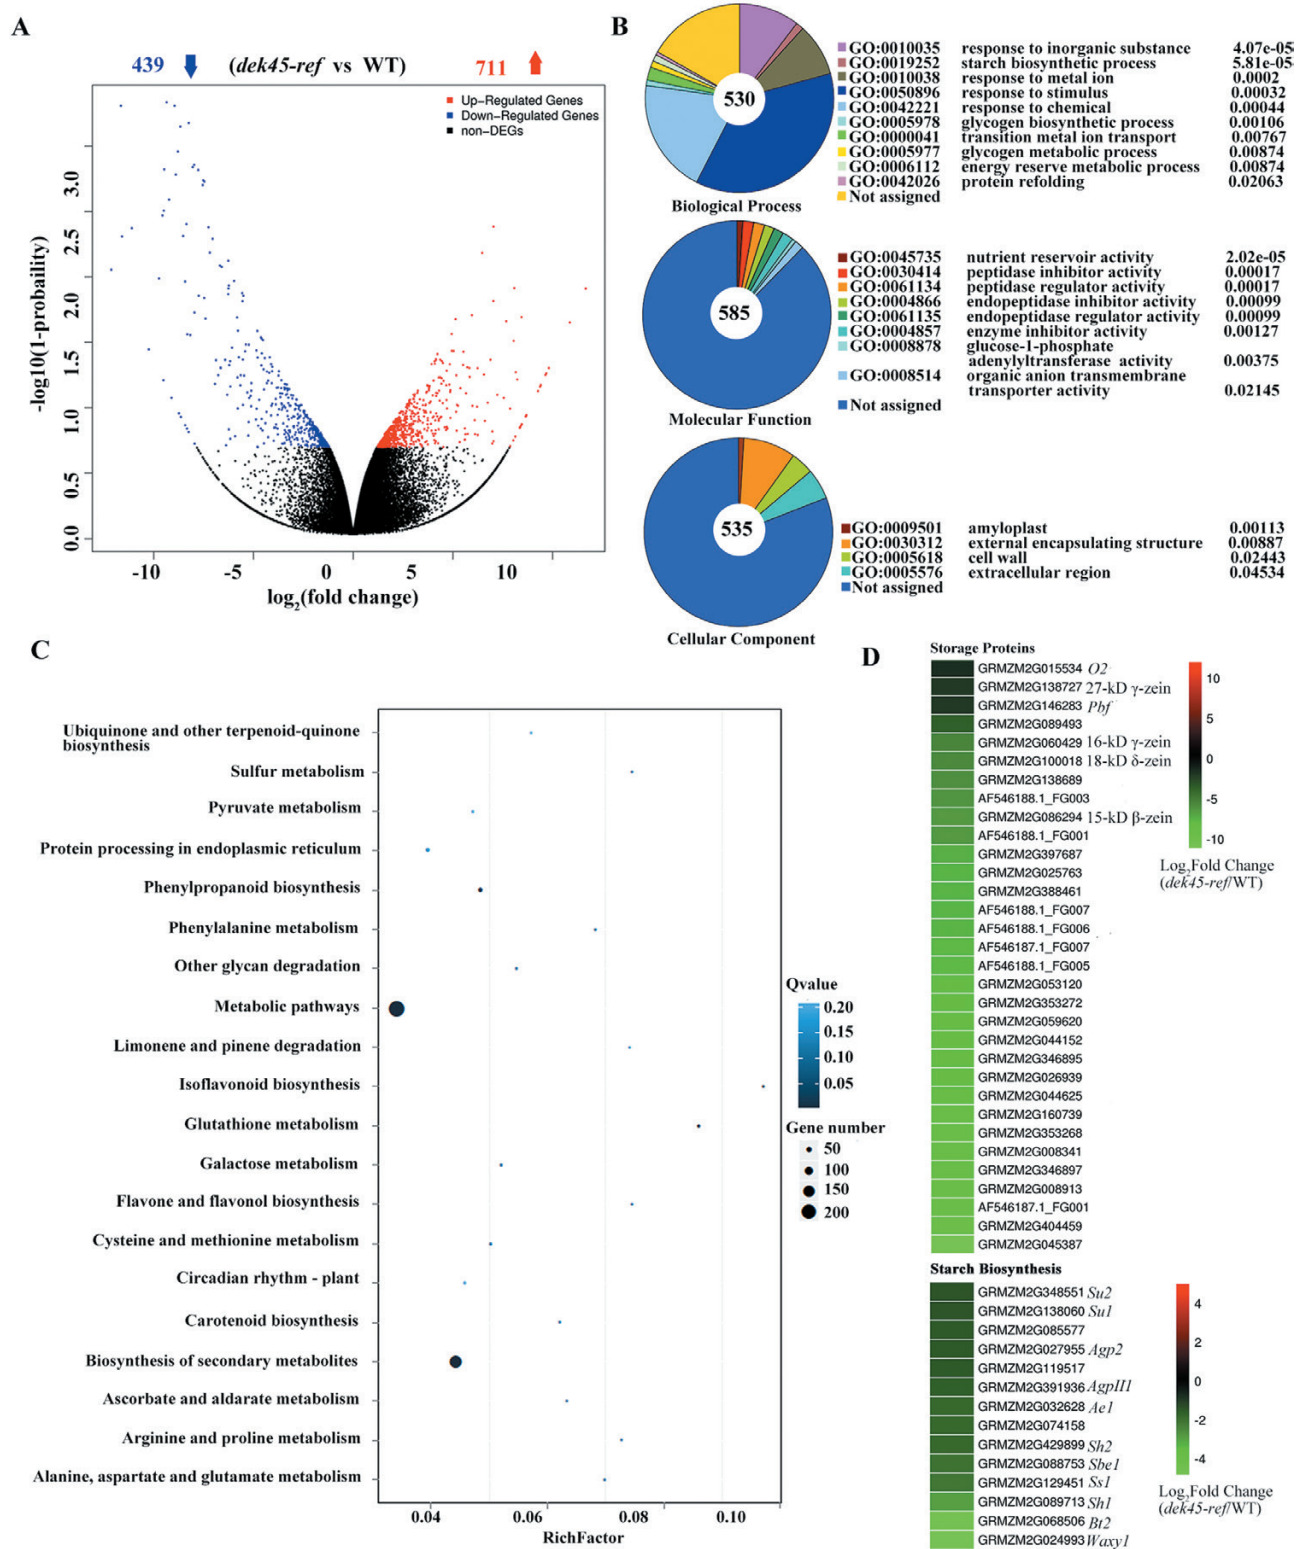 A
439 (dek45-ref vs WT) 711
Up-Regulated Genes
Down-Regulated Genes
non-DEGs
-log10(1-probaility)
3.0
2.5
2.0
1.5
1.0
0.5
0.0
-10 -5 0 5 10
log2(fold change)
B
530
GO:0010035 response to inorganic substance 4.07e-05
GO:0019252 starch biosynthetic process 5.81e-05
GO:0010038 response to metal ion 0.0002
GO:0050896 response to stimulus 0.00032
GO:0042221 response to chemical 0.00044
GO:0005978 glycogen biosynthetic process 0.00106
GO:0000041 transition metal ion transport 0.00767
GO:0005977 glycogen metabolic process 0.00874
GO:0006112 energy reserve metabolic process 0.00874
GO:0042026 protein refolding 0.02063
Not assigned
Biological Process
585
GO:0045735 nutrient reservoir activity 2.02e-05
GO:0030414 peptidase inhibitor activity 0.00017
GO:0061134 peptidase regulator activity 0.00017
GO:0004866 endopeptidase inhibitor activity 0.00099
GO:0061135 endopeptidase regulator activity 0.00099
GO:0004857 enzyme inhibitor activity 0.00127
GO:0008878 glucose-1-phosphate
adenylyltransferase activity 0.00375
GO:0008514 organic anion transmembrane
transporter activity 0.02145
Not assigned
Molecular Function
535
GO:0009501 amyloplast 0.00113
GO:0030312 external encapsulating structure 0.00887
GO:0005618 cell wall 0.02443
GO:0005576 extracellular region 0.04534
Not assigned
Cellular Component
C
Ubiquinone and other terpenoid-quinone
biosynthesis
Sulfur metabolism
Pyruvate metabolism
Protein processing in endoplasmic reticulum
Phenylpropanoid biosynthesis
Phenylalanine metabolism
Other glycan degradation
Metabolic pathways
Limonene and pinene degradation
Isoflavonoid biosynthesis
Glutathione metabolism
Galactose metabolism
Flavone and flavonol biosynthesis
Cysteine and methionine metabolism
Circadian rhythm - plant
Carotenoid biosynthesis
Biosynthesis of secondary metabolites
Ascorbate and aldarate metabolism
Arginine and proline metabolism
Alanine, aspartate and glutamate metabolism
0.04 0.06 0.08 0.10
RichFactor
Qvalue
0.20
0.15
0.10
0.05
Gene number
50
100
150
200
D
Storage Proteins
GRMZM2G015534 O2
GRMZM2G138727 27-kD γ-zein
GRMZM2G146283 Pbf
GRMZM2G089493
GRMZM2G060429 16-kD γ-zein
GRMZM2G100018 18-kD δ-zein
GRMZM2G138689
AF546188.1_FG003
GRMZM2G086294 15-kD β-zein
AF546188.1_FG001
GRMZM2G397687
GRMZM2G025763
GRMZM2G388461
AF546188.1_FG007
AF546188.1_FG006
AF546187.1_FG007
AF546188.1_FG005
GRMZM2G053120
GRMZM2G353272
GRMZM2G059620
GRMZM2G044152
GRMZM2G346895
GRMZM2G026939
GRMZM2G044625
GRMZM2G160739
GRMZM2G353268
GRMZM2G008341
GRMZM2G346897
GRMZM2G008913
AF546187.1_FG001
GRMZM2G404459
GRMZM2G045387
10
5
0
-5
-10
Log2Fold Change
(dek45-ref/WT)
Starch Biosynthesis
GRMZM2G348551 Su2
GRMZM2G138060 Su1
GRMZM2G085577
GRMZM2G027955 Agp2
GRMZM2G119517
GRMZM2G391936 AgpII1
GRMZM2G032628 Ae1
GRMZM2G074158
GRMZM2G429899 Sh2
GRMZM2G088753 Sbe1
GRMZM2G129451 Ss1
GRMZM2G089713 Sh1
GRMZM2G068506 Bt2
GRMZM2G024993 Waxy1
4
2
0
-2
-4
Log2Fold Change
(dek45-ref/WT)